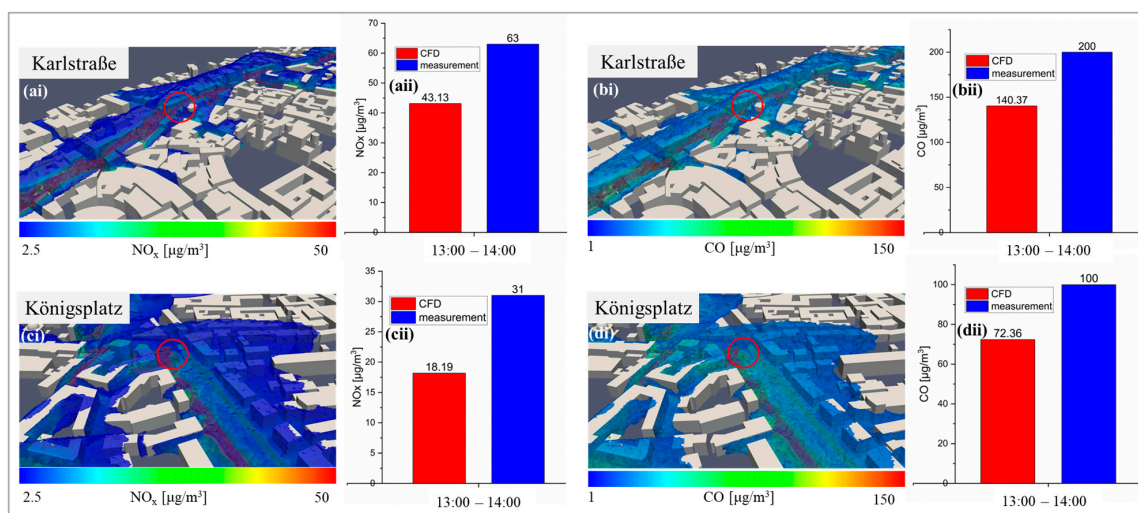 Karlstraße
(ai)
2.5 50
NOx [µg/m³]
70
60
50
40
30
20
10
0
NOx [µg/m³]
CFD
measurement
(aii)
43.13
63
13:00 – 14:00
Karlstraße
(bi)
1 150
CO [µg/m³]
200
150
100
50
0
CO [µg/m³]
CFD
measurement
(bii)
140.37
200
13:00 – 14:00
Königsplatz
(ci)
2.5 50
NOx [µg/m³]
35
30
25
20
15
10
5
0
NOx [µg/m³]
CFD
measurement
(cii)
18.19
31
13:00 – 14:00
Königsplatz
(di)
1 150
CO [µg/m³]
100
80
60
40
20
0
CO [µg/m³]
CFD
measurement
(dii)
72.36
100
13:00 – 14:00